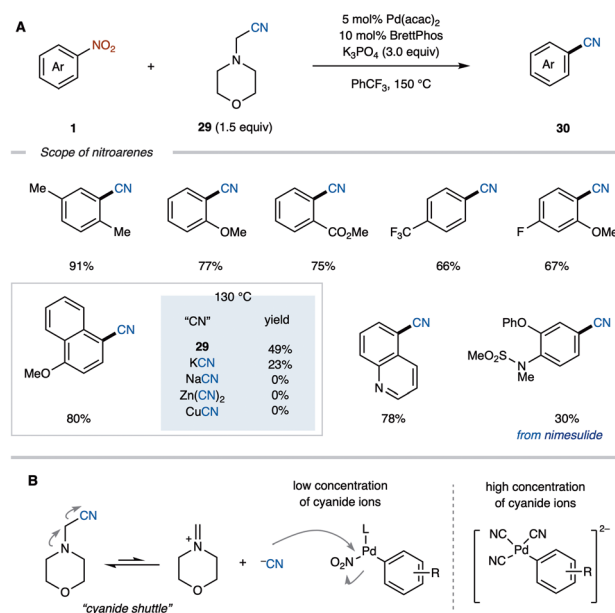 A
NO₂
Ar
1
+
CN
N
O
29 (1.5 equiv)
5 mol% Pd(acac)₂
10 mol% BrettPhos
K₃PO₄ (3.0 equiv)
PhCF₃, 150 °C
CN
Ar
30
Scope of nitroarenes
Me CN Me
91%
CN OMe
77%
CN CO₂Me
75%
CN F₃C
66%
CN F OMe
67%
CN MeO
80%
130 °C
"CN" yield
29 49%
KCN 23%
NaCN 0%
Zn(CN)₂ 0%
CuCN 0%
CN N
78%
PhO CN MeO₂S N Me
30%
from nimesulide
B
CN N O
"cyanide shuttle"
+ N O
+ ⁻CN
low concentration
of cyanide ions
L
O₂N Pd R
high concentration
of cyanide ions
NC CN Pd NC R 2–